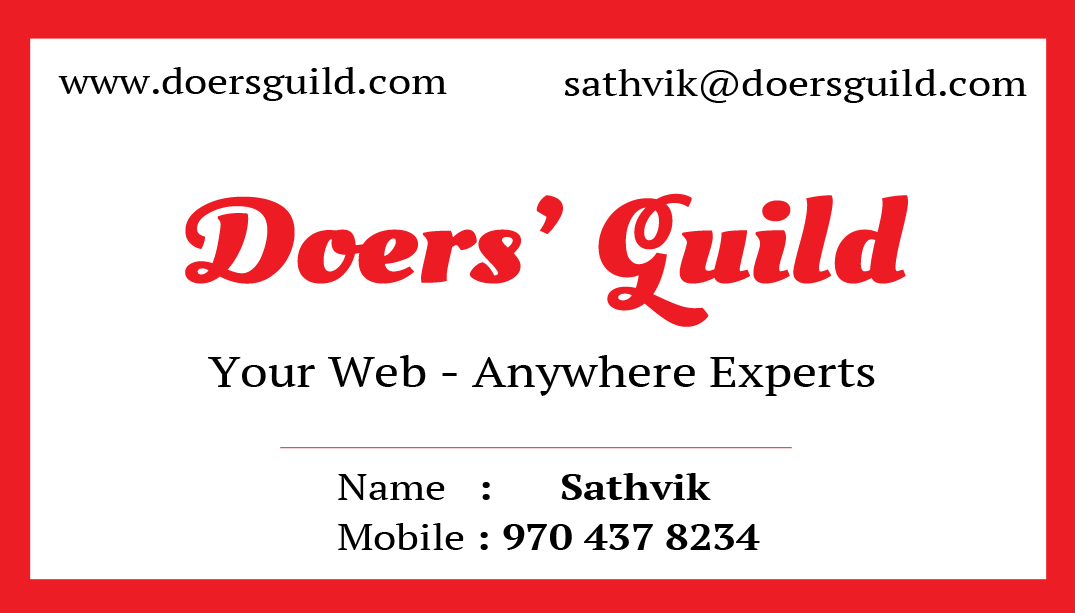 www.doersguild.com sathvik@doersguild.com
Doers’ Guild
Your Web - Anywhere Experts
Name : Sathvik
Mobile : 970 437 8234